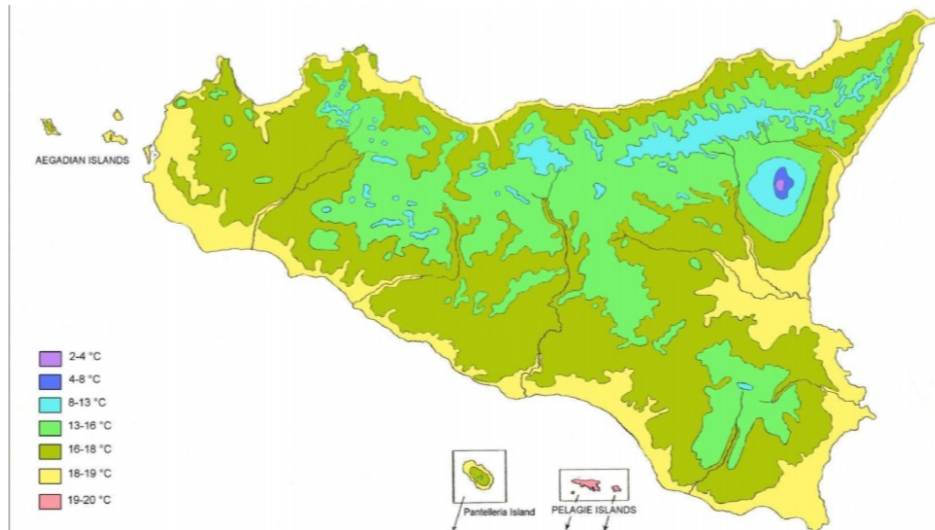 AEGADIAN ISLANDS
2-4 °C
4-8 °C
8-13 °C
13-16 °C
16-18 °C
18-19 °C
19-20 °C
Pantelleria Island
PELAGIE ISLANDS